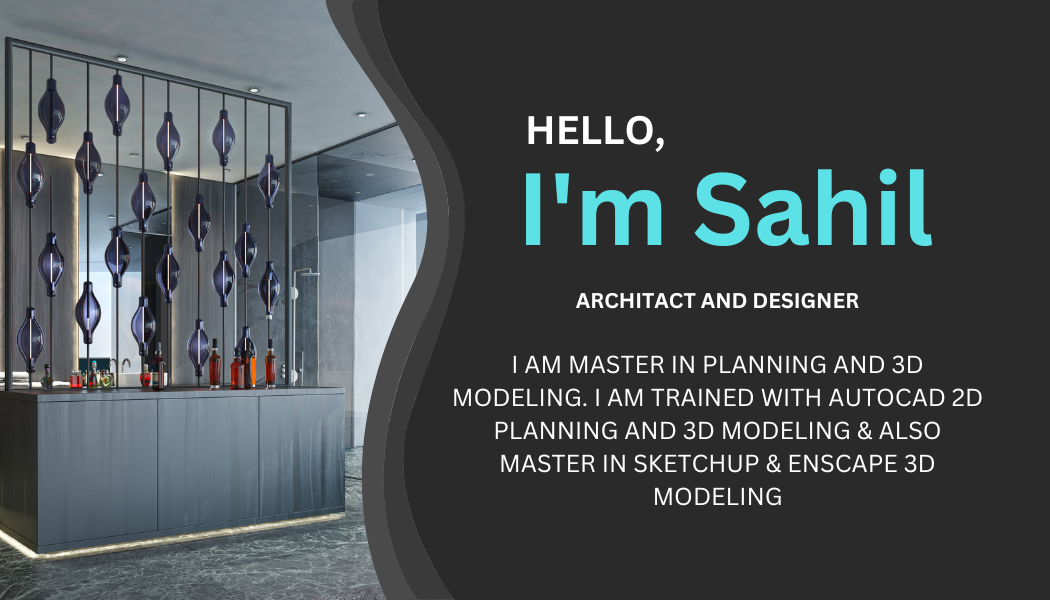 HELLO,
I'm Sahil
ARCHITACT AND DESIGNER
I AM MASTER IN PLANNING AND 3D
MODELING. I AM TRAINED WITH AUTOCAD 2D
PLANNING AND 3D MODELING & ALSO
MASTER IN SKETCHUP & ENSCAPE 3D
MODELING